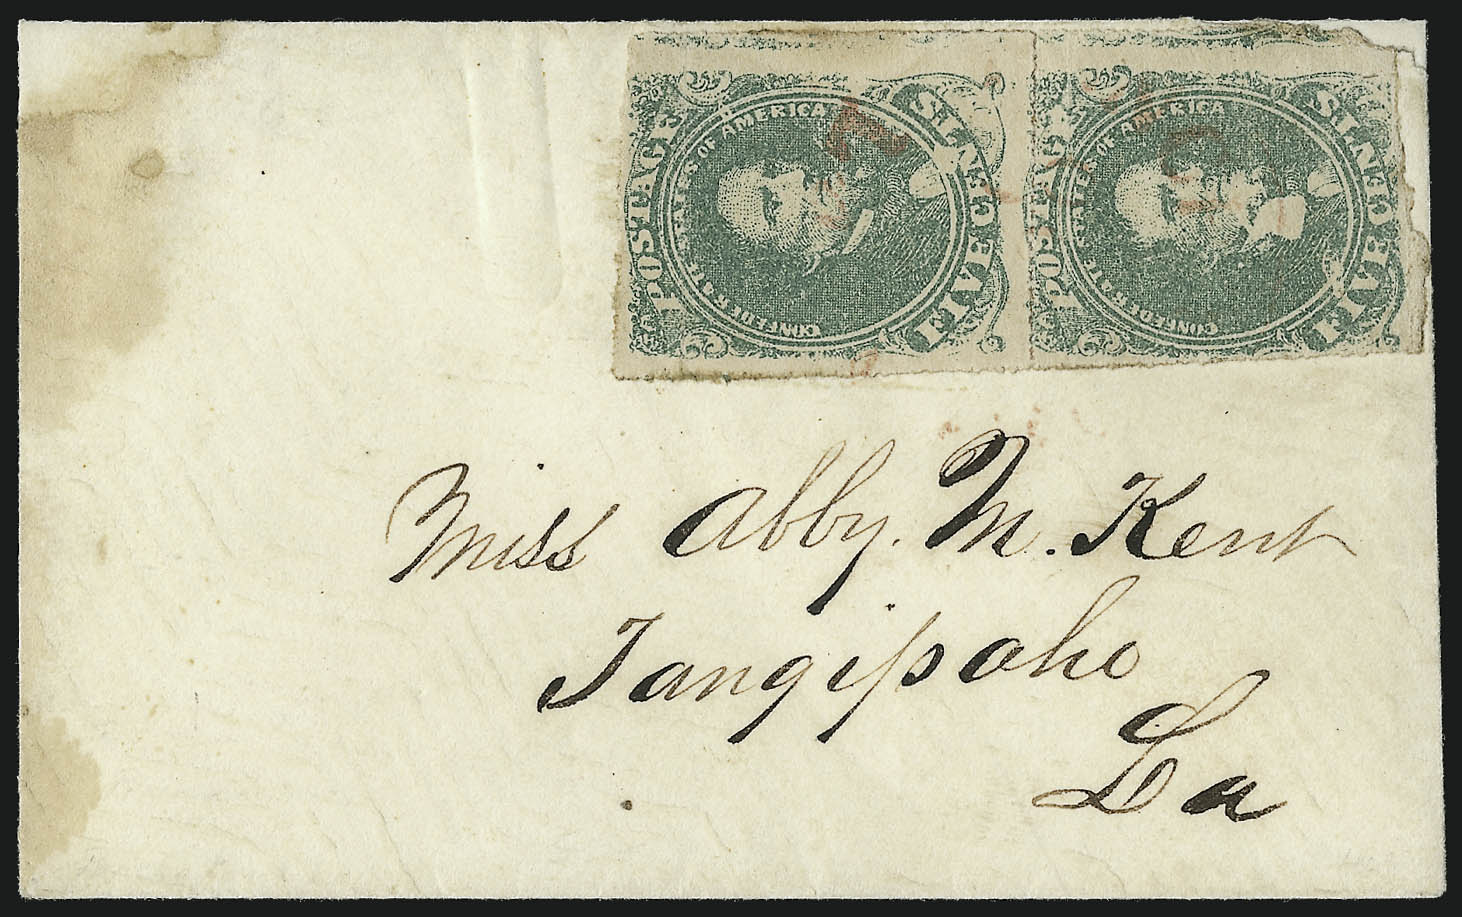 POSTAGE
CONFEDERATE STATES OF AMERICA
FIVE CENTS
POSTAGE
CONFEDERATE STATES OF AMERICA
FIVE CENTS
Miss Abby. M. Kent
Tangipaho
La